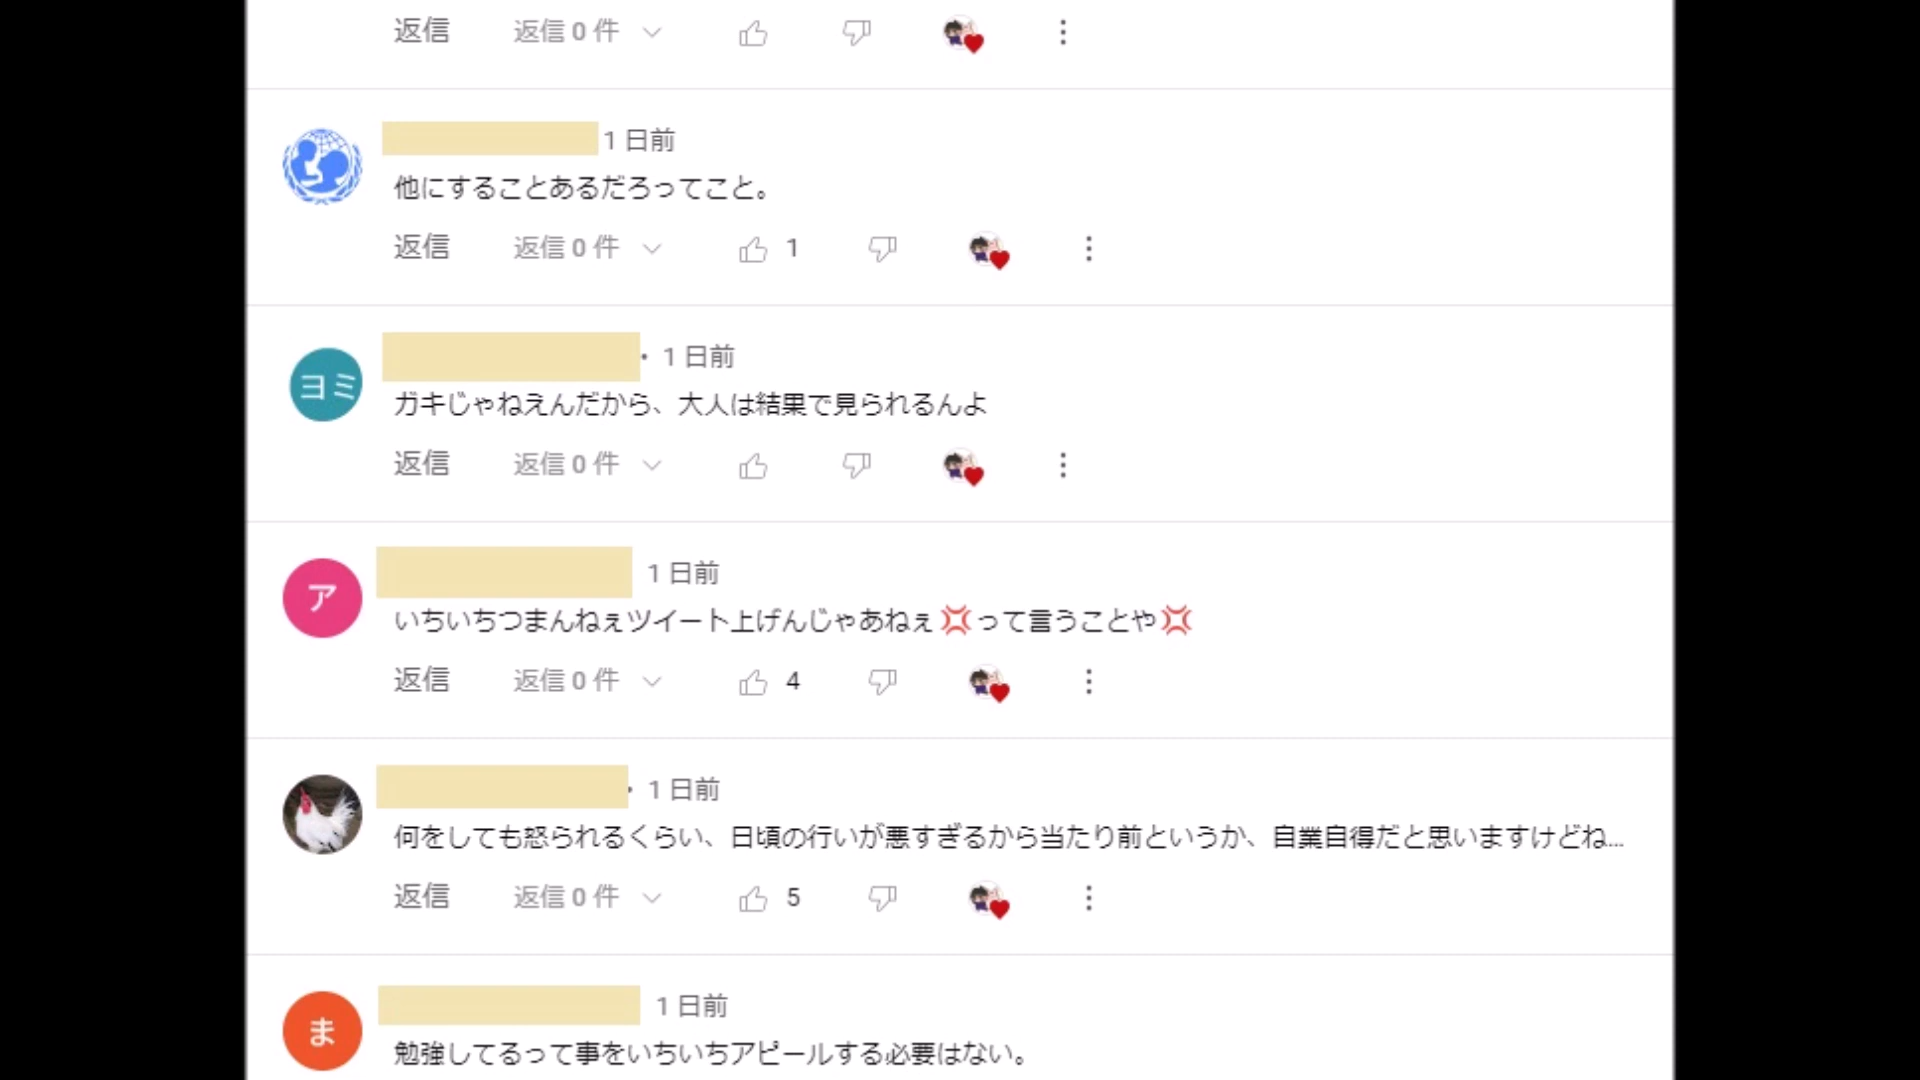 返信 返信 0 件
1 日前
他にすることあるだろってこと。
返信 返信 0 件 1
ヨミ
• 1 日前
ガキじゃねえんだから、大人は結果で見られるんよ
返信 返信 0 件
ア
1 日前
いちいちつまんねぇツイート上げんじゃあねぇ💢って言うことや💢
返信 返信 0 件 4
• 1 日前
何をしても怒られるくらい、日頃の行いが悪すぎるから当たり前というか、自業自得だと思いますけどね...
返信 返信 0 件 5
ま
1 日前
勉強してるって事をいちいちアピールする必要はない。